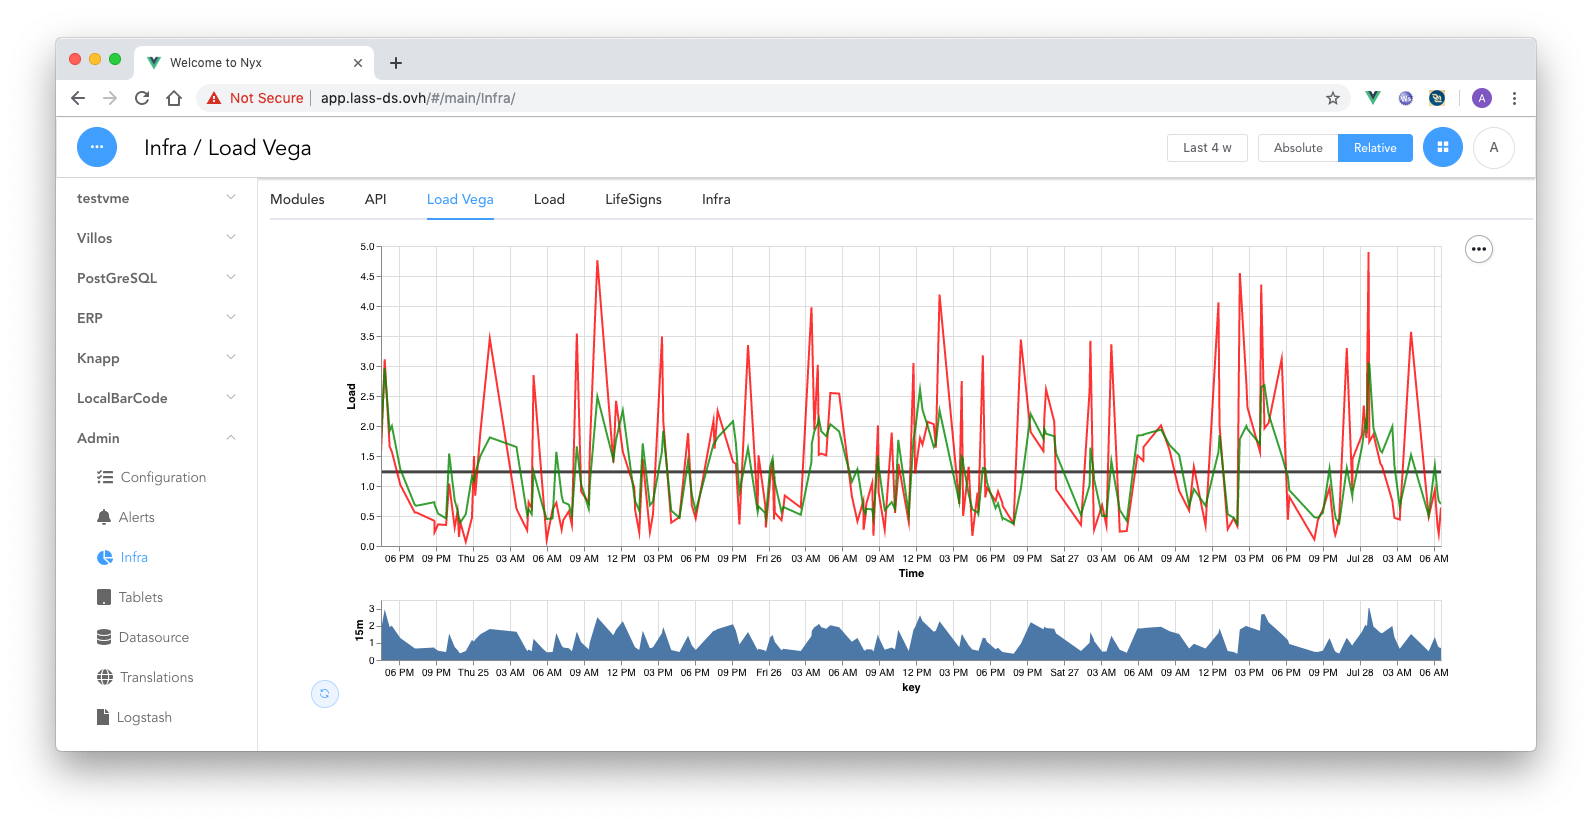 Welcome to Nyx
Not Secure
app.lass-ds.ovh/#/main/Infra/
A
Infra / Load Vega
Last 4 w
Absolute
Relative
A
testvme
Villos
PostGreSQL
ERP
Knapp
LocalBarCode
Admin
Configuration
Alerts
Infra
Tablets
Datasource
Translations
Logstash
Modules API Load Vega Load LifeSigns Infra
5.0
4.5
4.0
3.5
3.0
2.5
2.0
1.5
1.0
0.5
0.0
Load
06 PM 09 PM Thu 25 03 AM 06 AM 09 AM 12 PM 03 PM 06 PM 09 PM Fri 26 03 AM 06 AM 09 AM 12 PM 03 PM 06 PM 09 PM Sat 27 03 AM 06 AM 09 AM 12 PM 03 PM 06 PM 09 PM Jul 28 03 AM 06 AM
Time
3
2
1
0
15m
06 PM 09 PM Thu 25 03 AM 06 AM 09 AM 12 PM 03 PM 06 PM 09 PM Fri 26 03 AM 06 AM 09 AM 12 PM 03 PM 06 PM 09 PM Sat 27 03 AM 06 AM 09 AM 12 PM 03 PM 06 PM 09 PM Jul 28 03 AM 06 AM
key